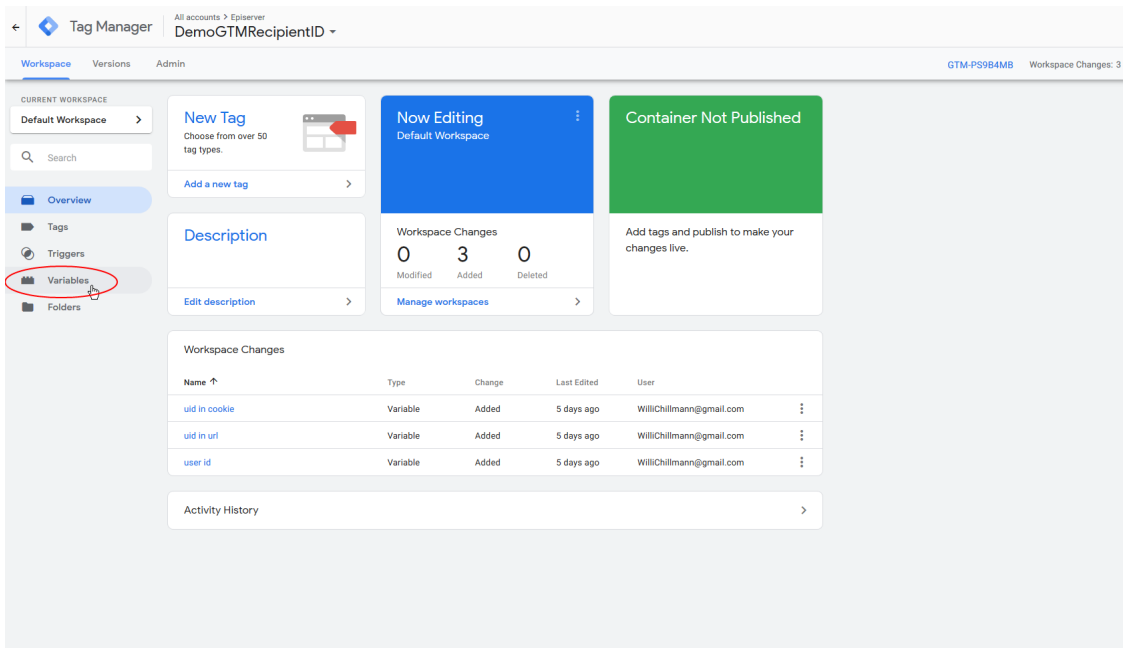 All accounts > Episerver
Tag Manager
DemoGTMRecipientID
Workspace Versions Admin
GTM-PS9B4MB Workspace Changes: 3
CURRENT WORKSPACE
Default Workspace
Search
Overview
Tags
Triggers
Variables
Folders
New Tag
Choose from over 50
tag types.
Add a new tag
Description
Edit description
Now Editing
Default Workspace
Workspace Changes
0 3 0
Modified Added Deleted
Manage workspaces
Container Not Published
Add tags and publish to make your
changes live.
Workspace Changes
Name Type Change Last Edited User
uid in cookie Variable Added 5 days ago WilliChillmann@gmail.com
uid in url Variable Added 5 days ago WilliChillmann@gmail.com
user id Variable Added 5 days ago WilliChillmann@gmail.com
Activity History